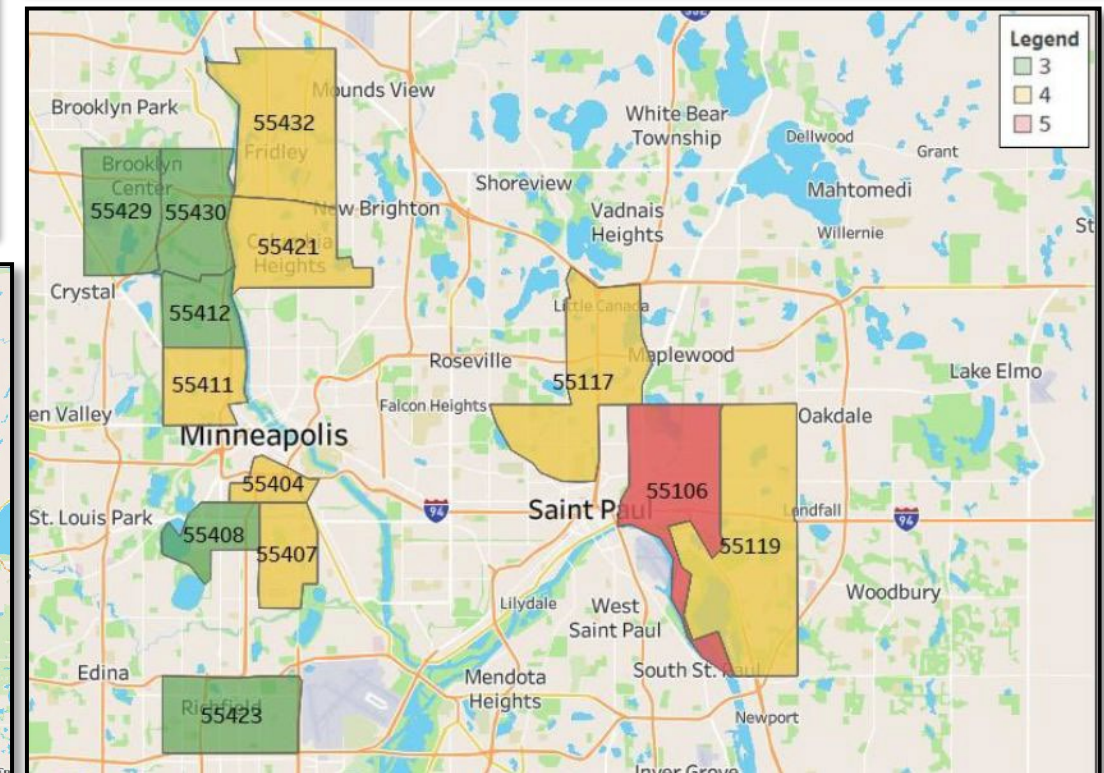 Legend
3
4
5
Mounds View
Brooklyn Park
White Bear
Township
55432
Dellwood
Fridley
Grant
Brooklyn
Center
Shoreview
Mahtomedi
55429
55430
New Brighton
Vadnais
Heights
St
Willernie
55421
Columbia
Heights
Crystal
Little Canada
55412
Roseville
Maplewood
Lake Elmo
55117
55411
Falcon Heights
en Valley
Oakdale
Minneapolis
55404
55106
Saint Paul
Landfall
94
94
St. Louis Park
55408
55407
55119
Woodbury
Lilydale
West
Saint Paul
Edina
Mendota
Heights
South St. Paul
Richfield
55423
Newport
Inver Grove